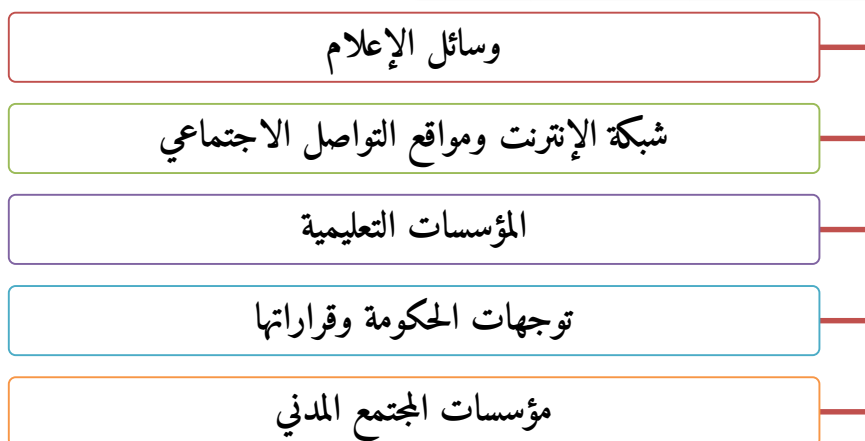 وسائل الإعلام
شبكة الإنترنت ومواقع التواصل الاجتماعي
المؤسسات التعليمية
توجهات الحكومة وقراراتها
مؤسسات المجتمع المدني